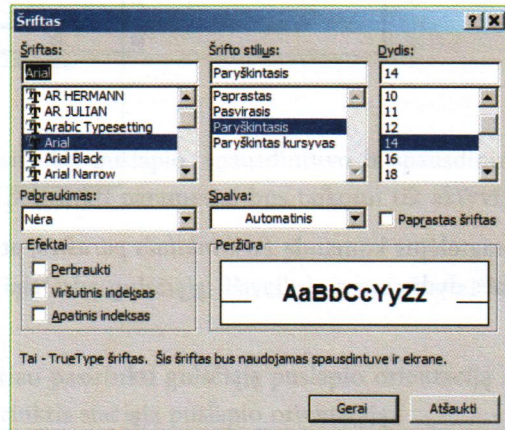 Šriftas
Šriftas: Šrifto stilius: Dydis:
Arial Paryškintasis 14
AR HERMANN Paprastas 10
AR JULIAN Pasvirasis 11
Arabic Typesetting Paryškintasis 12
Arial Paryškintas kursyvas 14
Arial Black 16
Arial Narrow 18
Pabraukimas: Spalva:
Nėra Automatinis Paprastas šriftas
Efektai Peržiūra
Perbraukti
Viršutinis indeksas AaBbCcYyZz
Apatinis indeksas
Tai - TrueType šriftas. Šis šriftas bus naudojamas spausdintuve ir ekrane.
Gerai Atšaukti